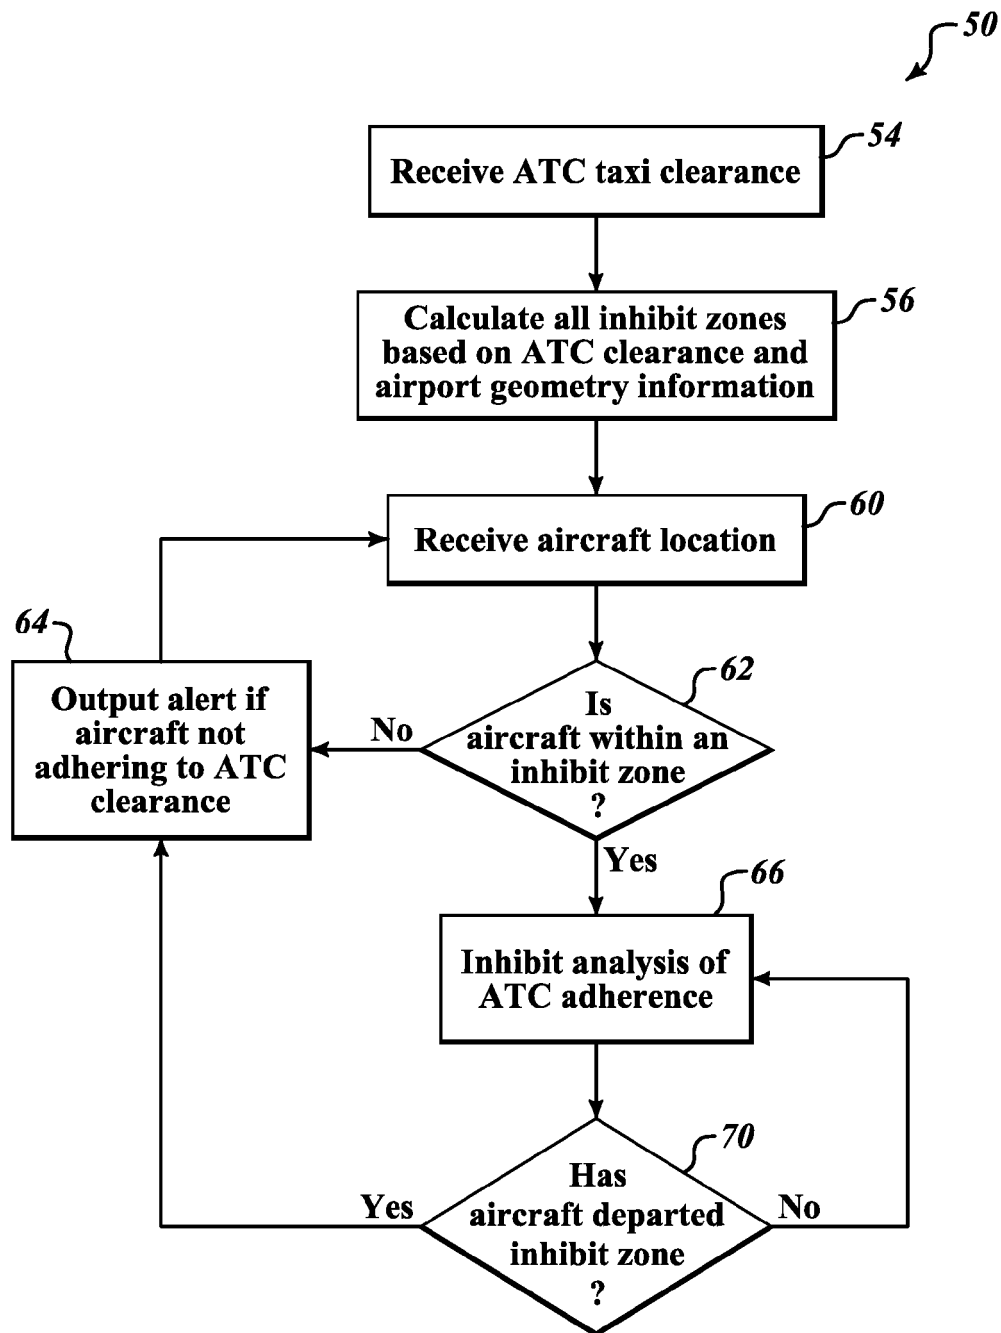 50
54
Receive ATC taxi clearance
56
Calculate all inhibit zones
based on ATC clearance and
airport geometry information
60
Receive aircraft location
64
Output alert if
aircraft not
adhering to ATC
clearance
62
No
Is
aircraft within an
inhibit zone
?
Yes
66
Inhibit analysis of
ATC adherence
70
Yes
Has
aircraft departed
inhibit zone
?
No